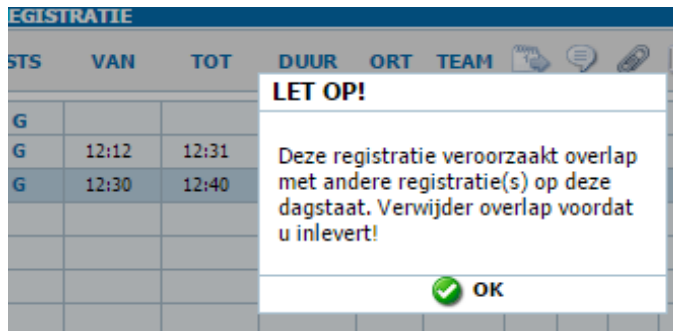 EGISTRATIE
STS VAN TOT DUUR ORT TEAM
LET OP!
G
G 12:12 12:31
G 12:30 12:40
Deze registratie veroorzaakt overlap
met andere registratie(s) op deze
dagstaat. Verwijder overlap voordat
u inlevert!
OK